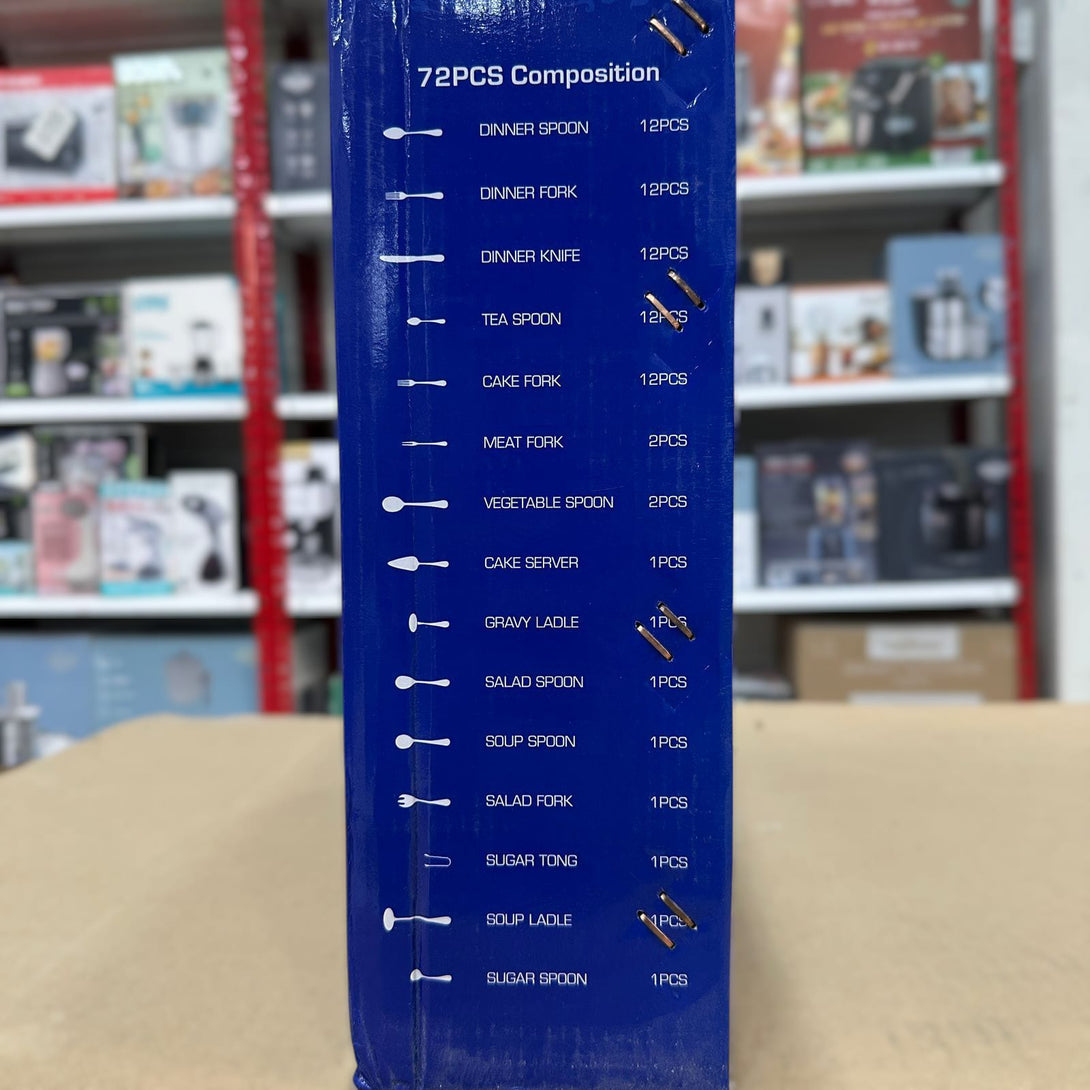 72PCS Composition
DINNER SPOON 12PCS
DINNER FORK 12PCS
DINNER KNIFE 12PCS
TEA SPOON 12PCS
CAKE FORK 12PCS
MEAT FORK 2PCS
VEGETABLE SPOON 2PCS
CAKE SERVER 1PCS
GRAVY LADLE 1PCS
SALAD SPOON 1PCS
SOUP SPOON 1PCS
SALAD FORK 1PCS
SUGAR TONG 1PCS
SOUP LADLE 1PCS
SUGAR SPOON 1PCS